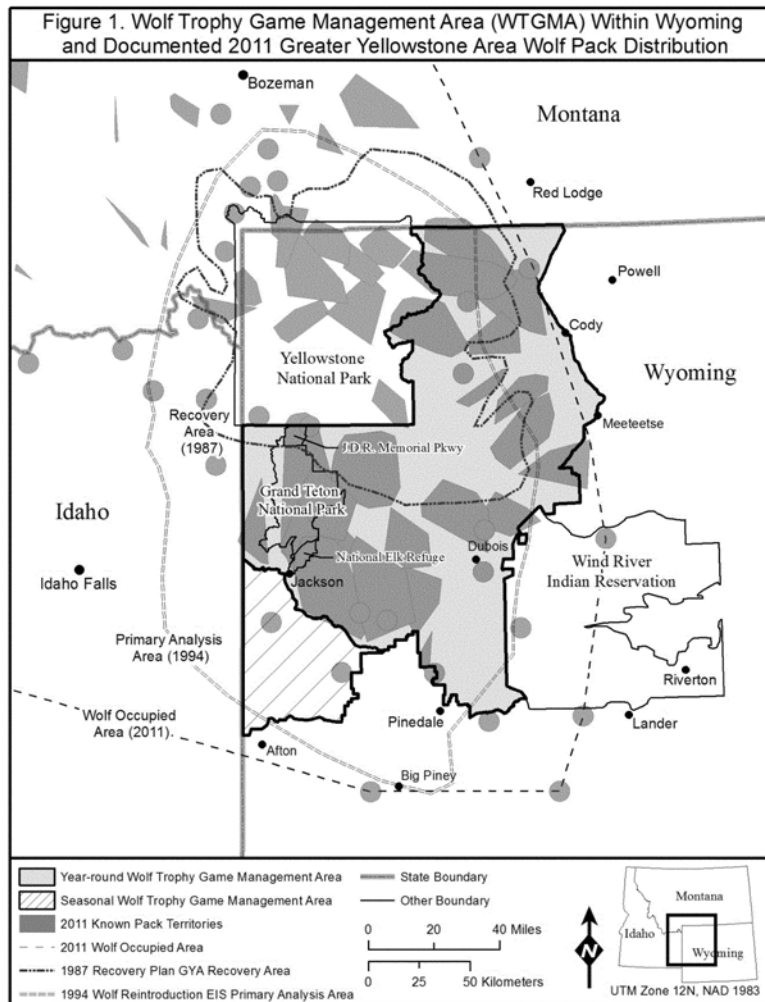 Figure 1. Wolf Trophy Game Management Area (WTGMA) Within Wyoming
and Documented 2011 Greater Yellowstone Area Wolf Pack Distribution
Bozeman
Montana
Red Lodge
Powell
Cody
Yellowstone
National Park
Wyoming
Recovery
Area
(1987)
Meeteetse
J.D.R. Memorial Pkwy
Idaho
Grand Teton
National Park
National Elk Refuge
Dubois
Wind River
Indian Reservation
Idaho Falls
Jackson
Primary Analysis
Area (1994)
Riverton
Wolf Occupied
Area (2011)
Pinedale
Lander
Afton
Big Piney
Year-round Wolf Trophy Game Management Area
Seasonal Wolf Trophy Game Management Area
2011 Known Pack Territories
2011 Wolf Occupied Area
1987 Recovery Plan GYA Recovery Area
1994 Wolf Reintroduction EIS Primary Analysis Area
State Boundary
Other Boundary
0 20 40 Miles
0 25 50 Kilometers
N
Montana
Idaho
Wyoming
UTM Zone 12N, NAD 1983